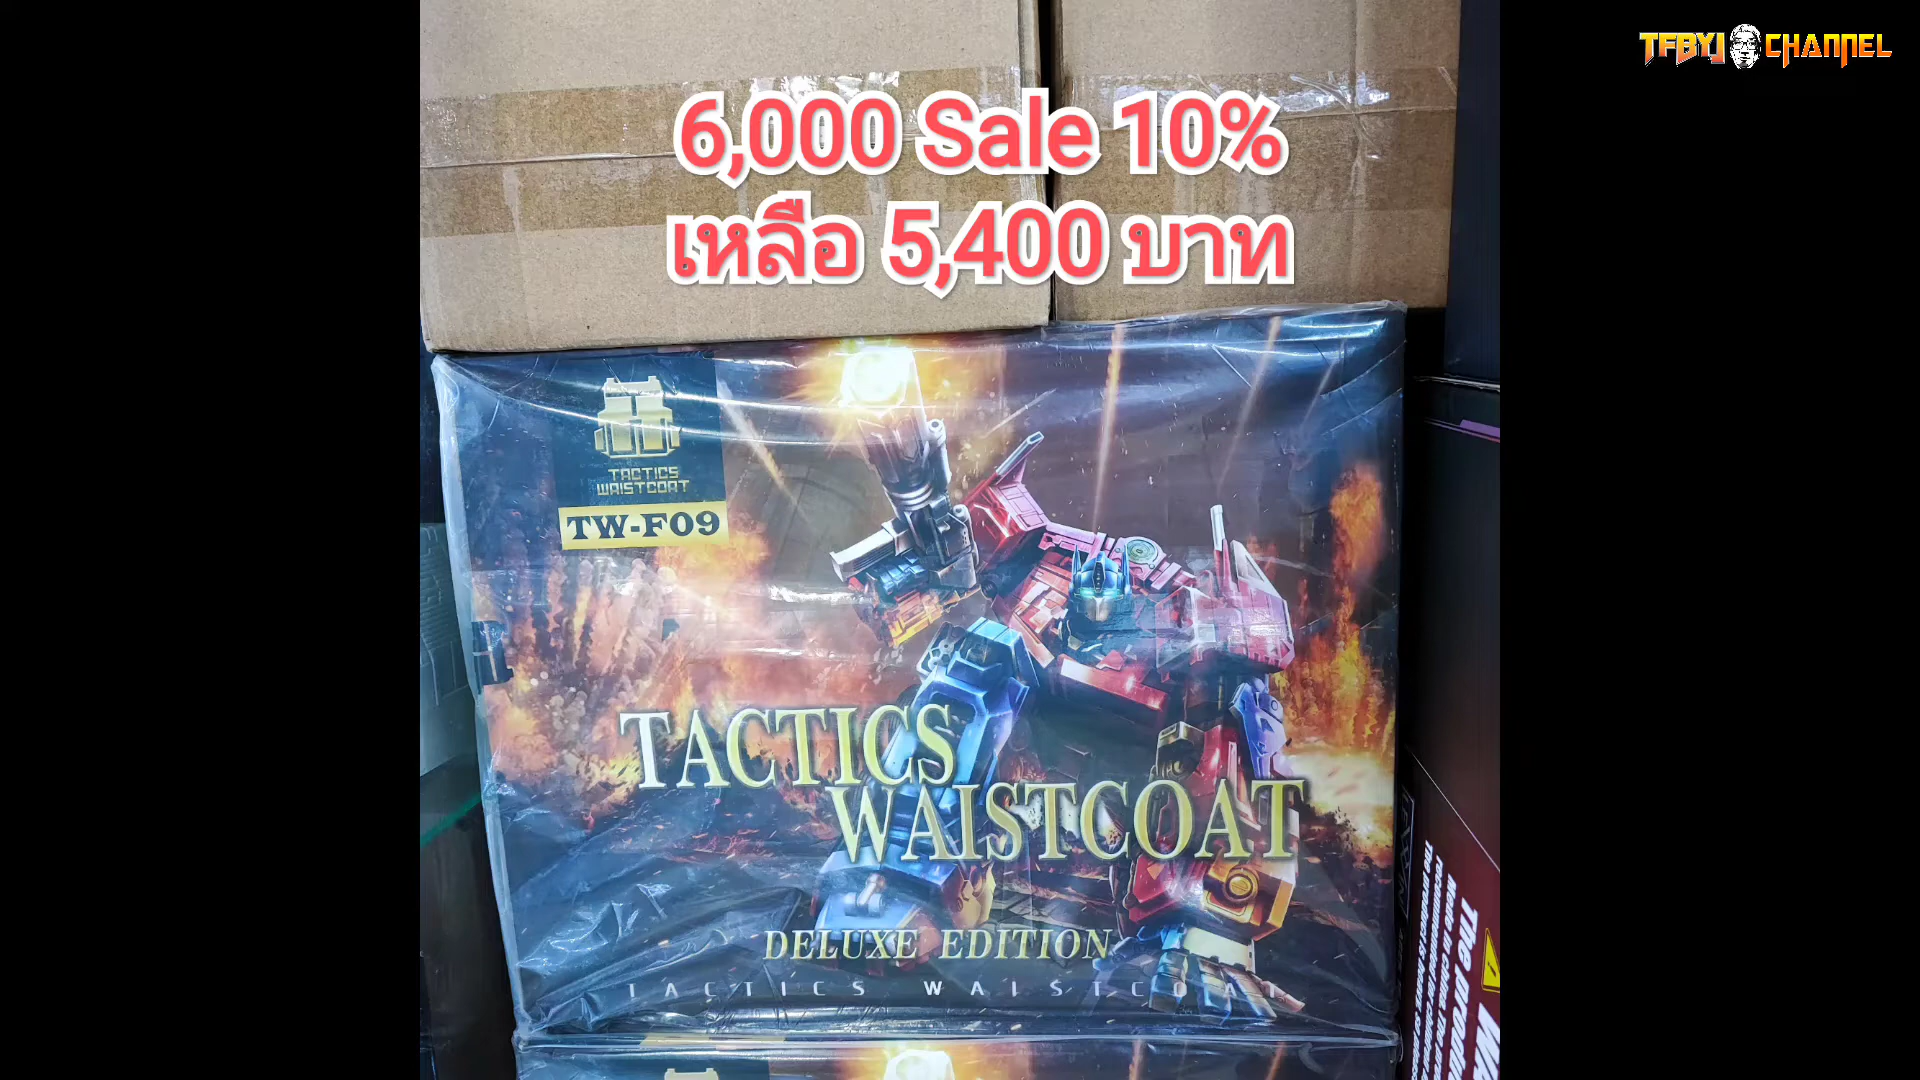 TFBYJ CHANNEL
6,000 Sale 10%
เหลือ 5,400 บาท
TACTICS
WAISTCOAT
TW-F09
TACTICS
WAISTCOAT
DELUXE EDITION
TACTICS WAISTCOAT